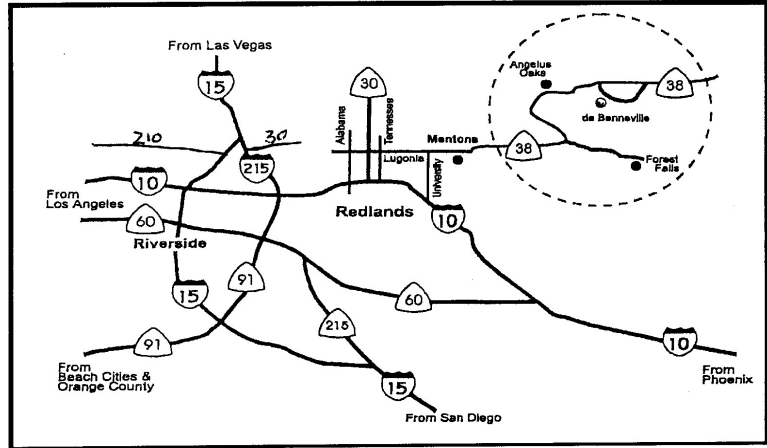 From Las Vegas
15
30
Angelus
Oaks
38
de Benneville
210
30
Alabama
Tennessee
Mentone
38
Lugonia
University
Forest
Falls
215
10
From
Los Angeles
60
Riverside
Redlands
10
15
91
60
215
91
10
From
Beach Cities &
Orange County
15
From
Phoenix
From San Diego